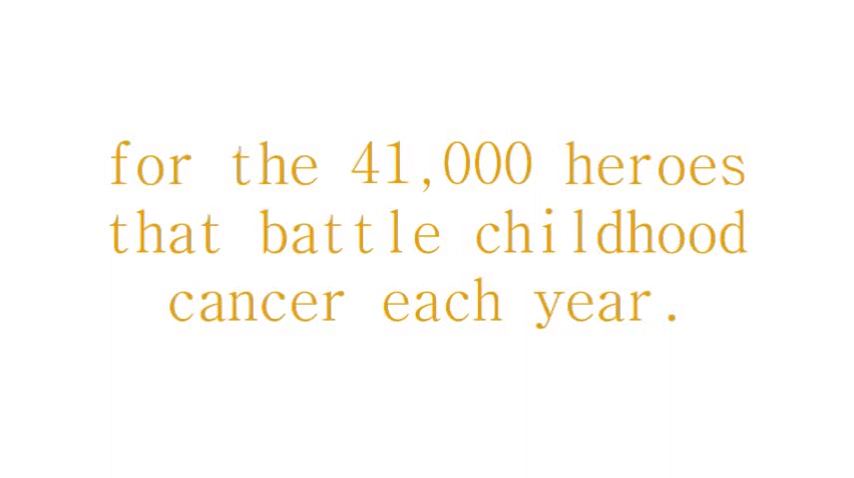 for the 41,000 heroes
that battle childhood
cancer each year.